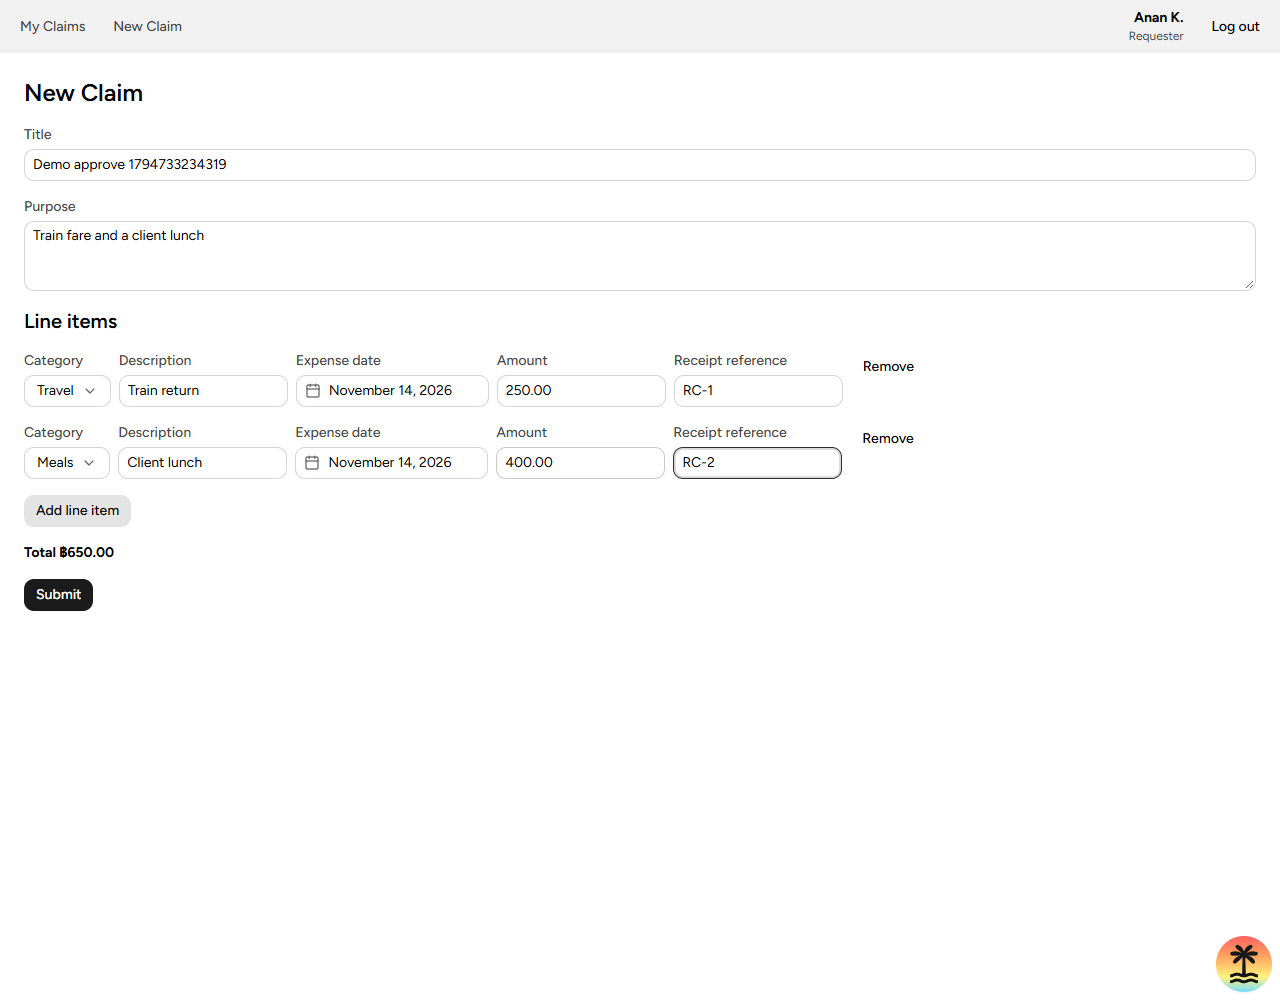 My Claims New Claim Anan K. Requester Log out
New Claim
Title
Demo approve 1794733234319
Purpose
Train fare and a client lunch
Line items
Category Description Expense date Amount Receipt reference Remove
Travel Train return November 14, 2026 250.00 RC-1
Category Description Expense date Amount Receipt reference Remove
Meals Client lunch November 14, 2026 400.00 RC-2
Add line item
Total ฿650.00
Submit